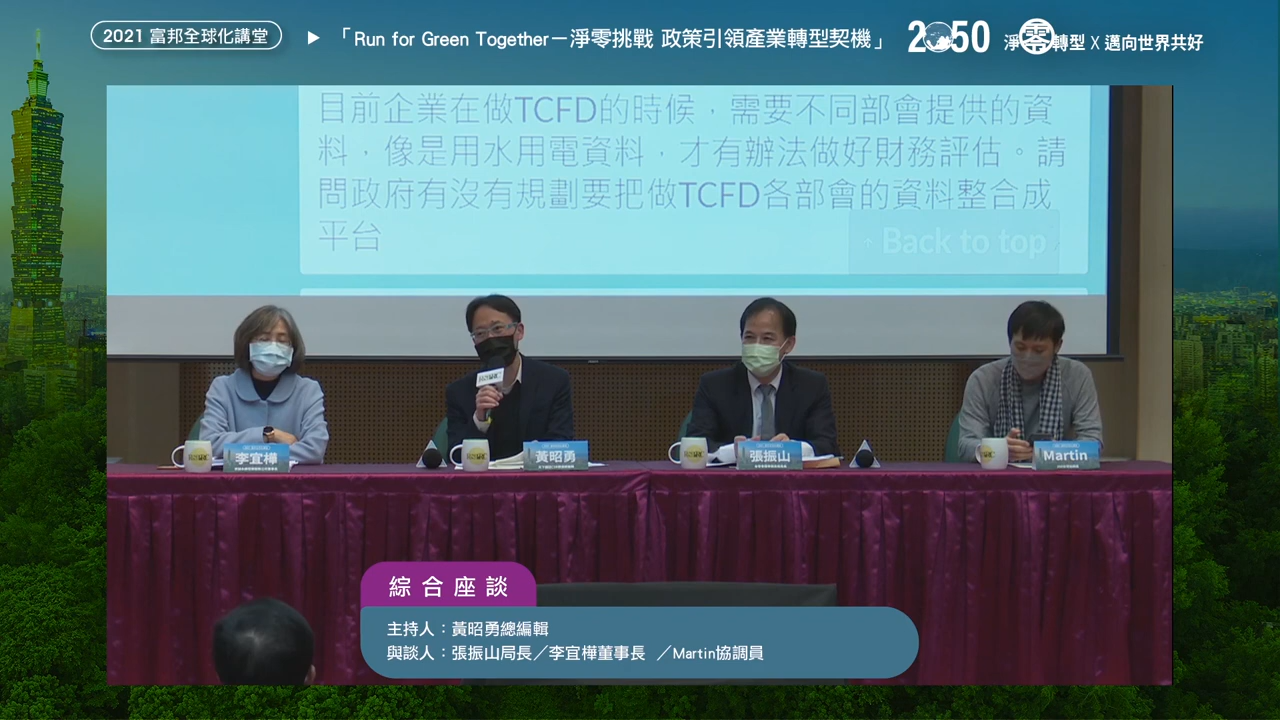 2021 富邦全球化講堂
「Run for Green Together－淨零挑戰 政策引領產業轉型契機」
2050 淨零轉型 X 邁向世界共好
目前企業在做TCFD的時候，需要不同部會提供的資
料，像是用水用電資料，才有辦法做好財務評估。請
問政府有沒有規劃要把做TCFD各部會的資料整合成
平台
↑ Back to top
李宜樺
黃昭勇
張振山
Martin
綜合座談
主持人：黃昭勇總編輯
與談人：張振山局長／李宜樺董事長 ／Martin協調員